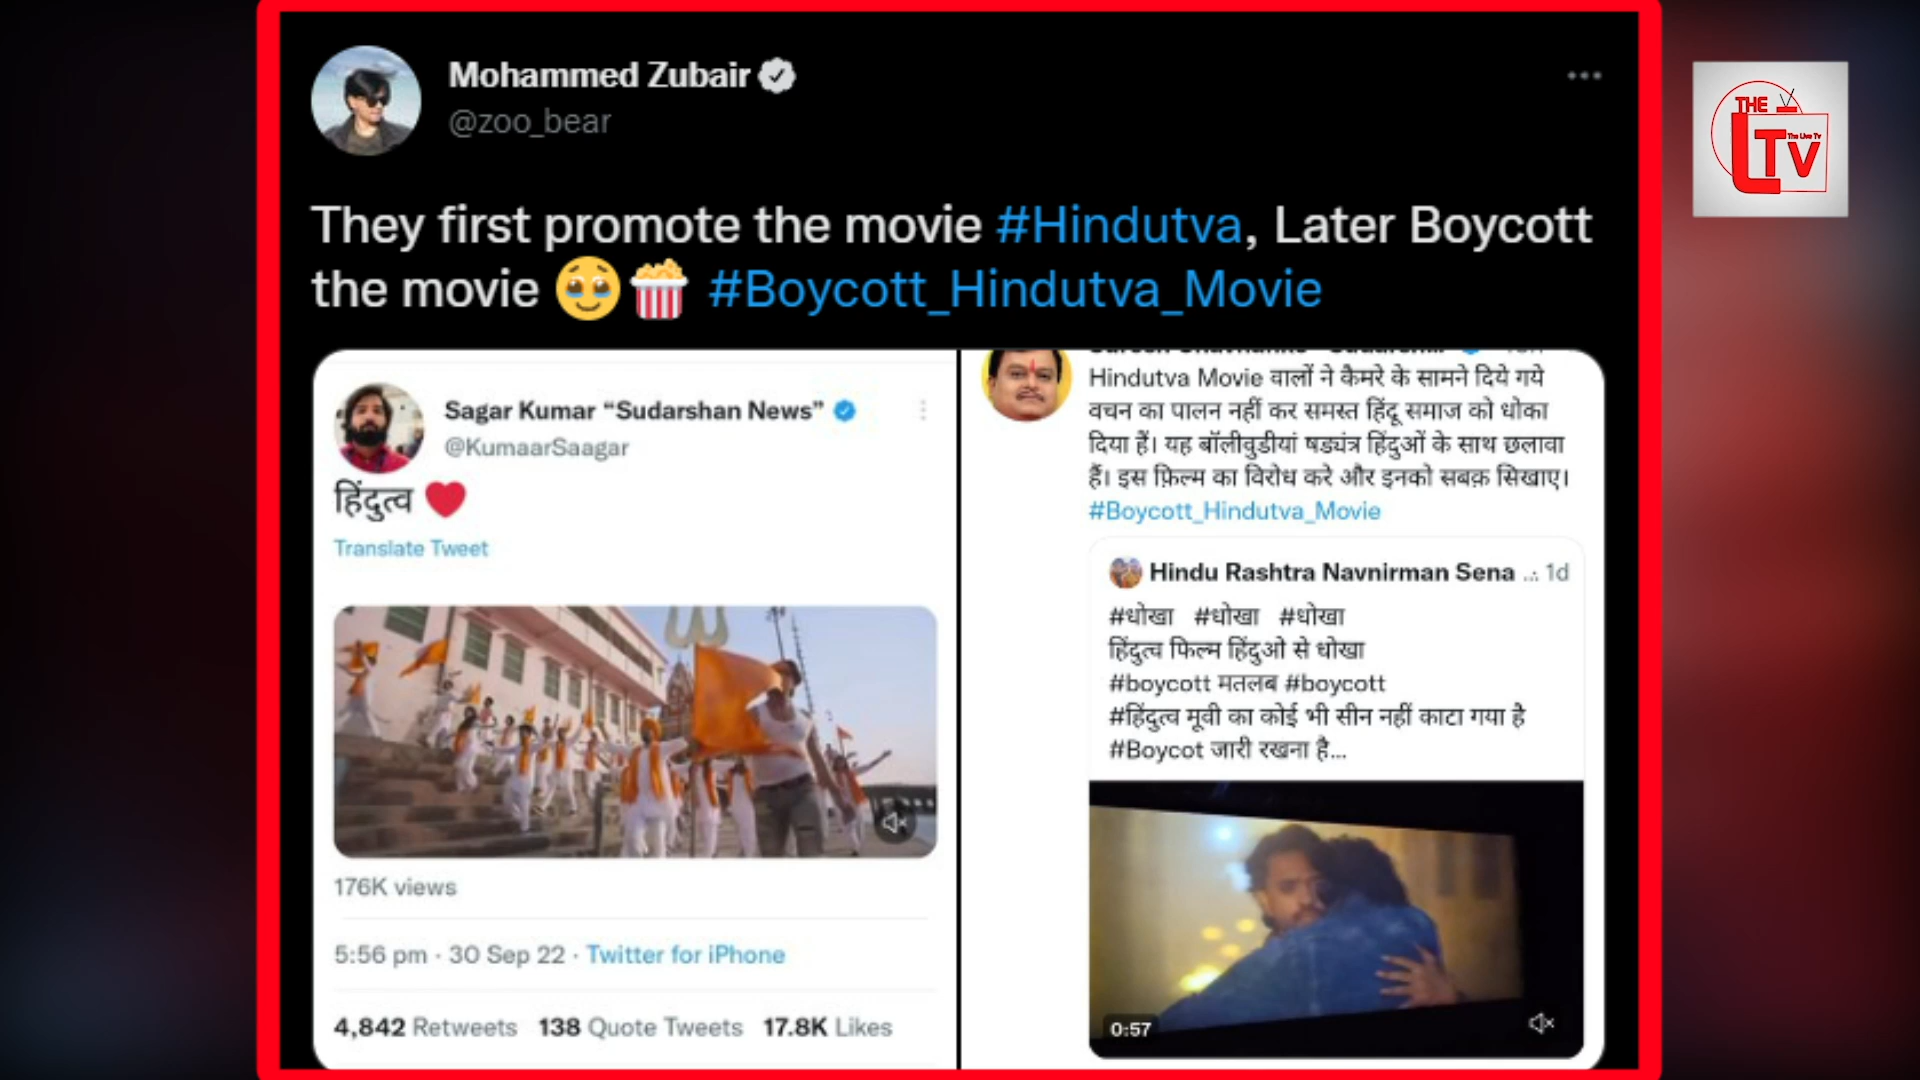 Mohammed Zubair
@zoo_bear
THE
LTV
The Live Tv
They first promote the movie #Hindutva, Later Boycott
the movie 🥹🍿 #Boycott_Hindutva_Movie
Sagar Kumar “Sudarshan News”
@KumaarSaagar
हिंदुत्व ❤️
Translate Tweet
176K views
5:56 pm · 30 Sep 22 · Twitter for iPhone
4,842 Retweets 138 Quote Tweets 17.8K Likes
Hindutva Movie वालों ने कैमरे के सामने दिये गये
वचन का पालन नहीं कर समस्त हिंदू समाज को धोका
दिया हैं। यह बॉलीवुडीयां षड्यंत्र हिंदुओं के साथ छलावा
हैं। इस फ़िल्म का विरोध करे और इनको सबक़ सिखाए।
#Boycott_Hindutva_Movie
Hindu Rashtra Navnirman Sena ... 1d
#धोखा #धोखा #धोखा
हिंदुत्व फिल्म हिंदुओ से धोखा
#boycott मतलब #boycott
#हिंदुत्व मूवी का कोई भी सीन नहीं काटा गया है
#Boycot जारी रखना है...
0:57